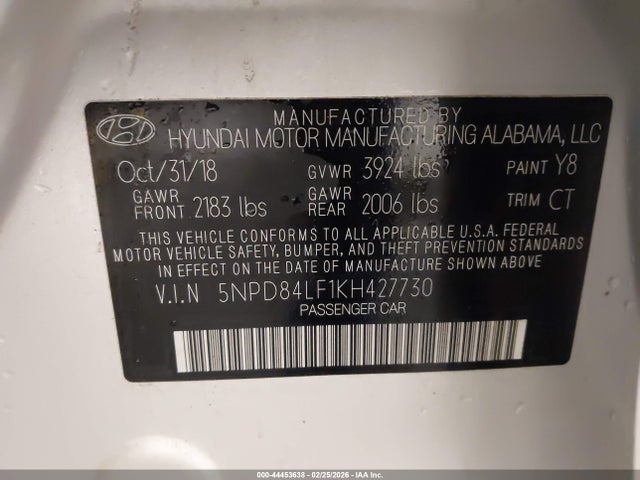 MANUFACTURED BY
HYUNDAI MOTOR MANUFACTURING ALABAMA, LLC
Oct/31/18 GVWR 3924 lbs PAINT Y8
GAWR FRONT 2183 lbs GAWR REAR 2006 lbs TRIM CT
THIS VEHICLE CONFORMS TO ALL APPLICABLE U.S.A. FEDERAL
MOTOR VEHICLE SAFETY, BUMPER, AND THEFT PREVENTION STANDARDS
IN EFFECT ON THE DATE OF MANUFACTURE SHOWN ABOVE.
V.I.N 5NPD84LF1KH427730
PASSENGER CAR
000-44453638 - 02/25/2026 - IAA Inc.